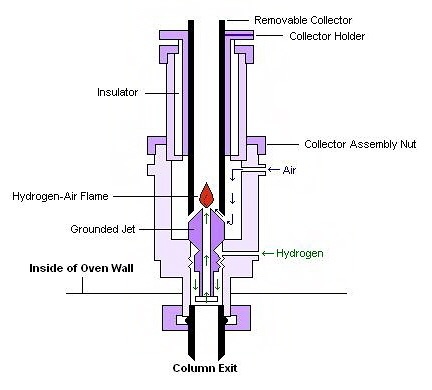 Removable Collector
Collector Holder
Insulator
Collector Assembly Nut
Air
Hydrogen-Air Flame
Grounded Jet
Hydrogen
Inside of Oven Wall
Column Exit